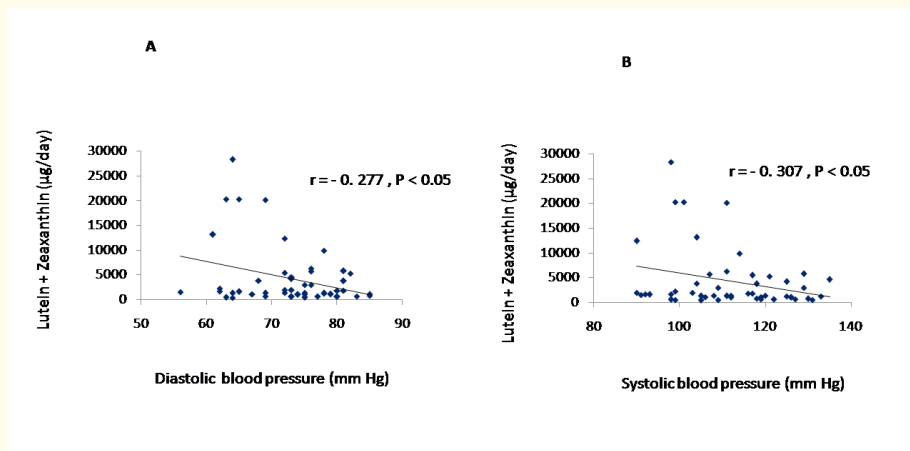 A
Lutein + Zeaxanthin (µg/day)
30000
25000
20000
15000
10000
5000
0
r = - 0. 277 , P < 0.05
50 60 70 80 90
Diastolic blood pressure (mm Hg)
B
Lutein + Zeaxanthin (µg/day)
30000
25000
20000
15000
10000
5000
0
r = - 0. 307 , P < 0.05
80 100 120 140
Systolic blood pressure (mm Hg)